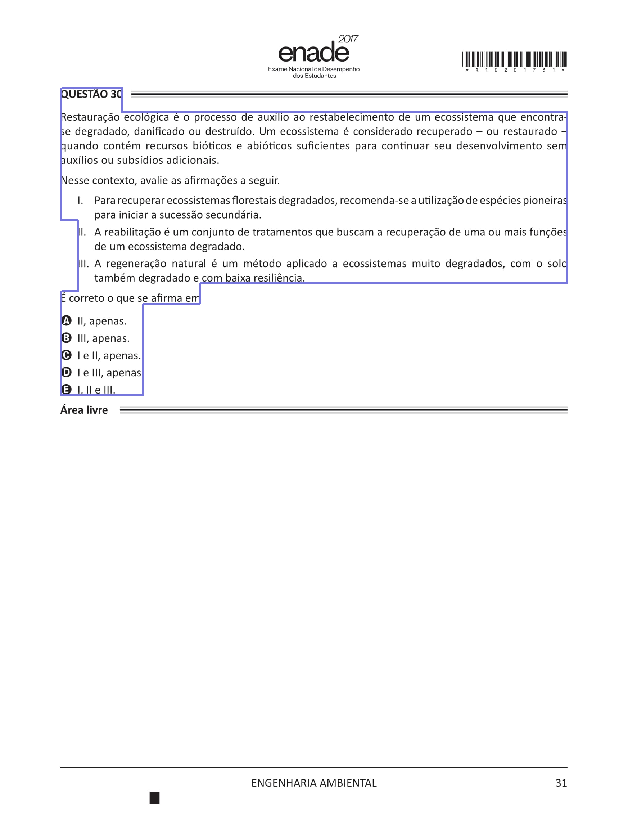 enade 2017
Exame Nacional de Desempenho
dos Estudantes
*R3120201751*
QUESTÃO 30
Restauração ecológica é o processo de auxílio ao restabelecimento de um ecossistema que encontra-
se degradado, danificado ou destruído. Um ecossistema é considerado recuperado – ou restaurado –
quando contém recursos bióticos e abióticos suficientes para continuar seu desenvolvimento sem
auxílios ou subsídios adicionais.
Nesse contexto, avalie as afirmações a seguir.
I. Para recuperar ecossistemas florestais degradados, recomenda-se a utilização de espécies pioneiras
para iniciar a sucessão secundária.
II. A reabilitação é um conjunto de tratamentos que buscam a recuperação de uma ou mais funções
de um ecossistema degradado.
III. A regeneração natural é um método aplicado a ecossistemas muito degradados, com o solo
também degradado e com baixa resiliência.
É correto o que se afirma em
A II, apenas.
B III, apenas.
C I e II, apenas.
D I e III, apenas
E I, II e III.
Área livre
ENGENHARIA AMBIENTAL 31